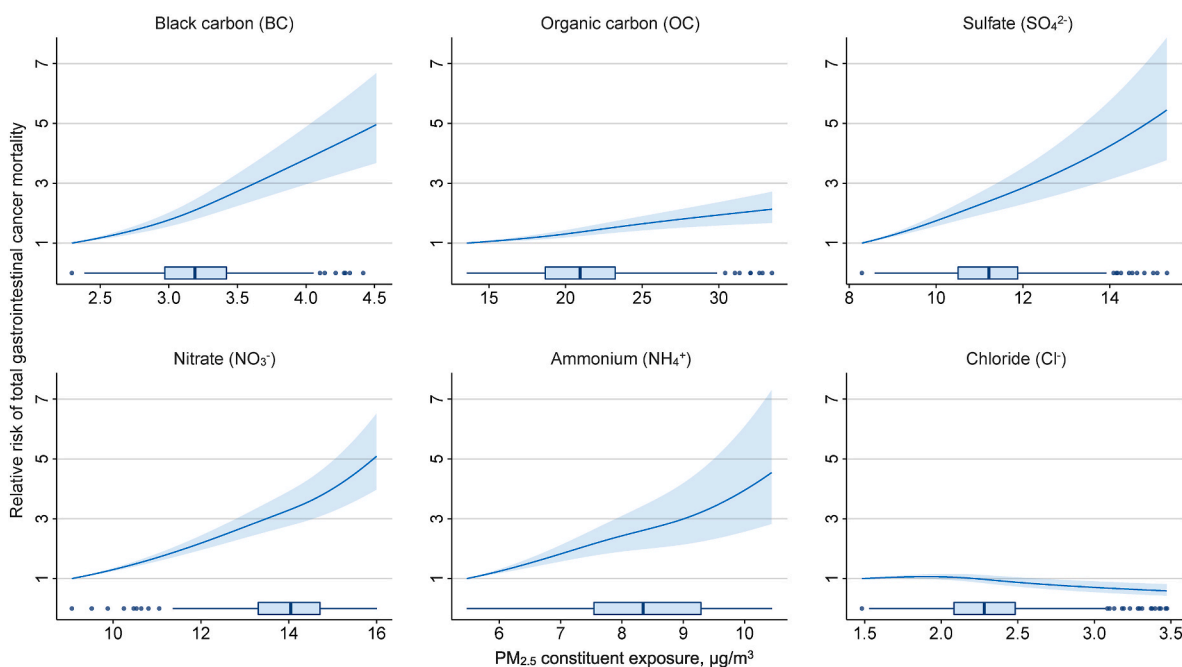 Black carbon (BC)
Organic carbon (OC)
Sulfate (SO₄²⁻)
7
5
3
1
2.5 3.0 3.5 4.0 4.5
7
5
3
1
15 20 25 30
7
5
3
1
8 10 12 14
Relative risk of total gastrointestinal cancer mortality
Nitrate (NO₃⁻)
Ammonium (NH₄⁺)
Chloride (Cl⁻)
7
5
3
1
10 12 14 16
7
5
3
1
6 7 8 9 10
7
5
3
1
1.5 2.0 2.5 3.0 3.5
PM₂.₅ constituent exposure, μg/m³